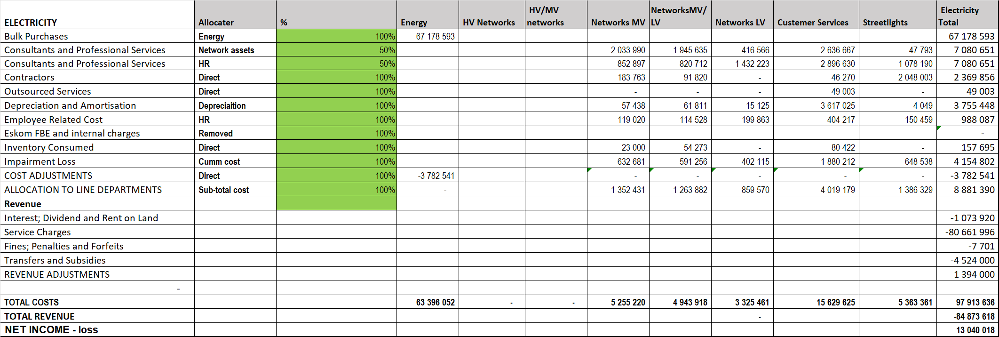 ELECTRICITY Allocater % Energy HV Networks HV/MV networks Networks MV NetworksMV/ LV Networks LV Custemer Services Streetlights Electricity Total
Bulk Purchases Energy 100% 67 178 593 67 178 593
Consultants and Professional Services Network assets 50% 2 033 990 1 945 635 416 566 2 636 667 47 793 7 080 651
Consultants and Professional Services HR 50% 852 897 820 712 1 432 223 2 896 630 1 078 190 7 080 651
Contractors Direct 100% 183 763 91 820 - 46 270 2 048 003 2 369 856
Outsourced Services Direct 100% - - - 49 003 - 49 003
Depreciation and Amortisation Depreciaition 100% 57 438 61 811 15 125 3 617 025 4 049 3 755 448
Employee Related Cost HR 100% 119 020 114 528 199 863 404 217 150 459 988 087
Eskom FBE and internal charges Removed 100% -
Inventory Consumed Direct 100% 23 000 54 273 - 80 422 - 157 695
Impairment Loss Cumm cost 100% 632 681 591 256 402 115 1 880 212 648 538 4 154 802
COST ADJUSTMENTS Direct 100% -3 782 541 - - - - - -3 782 541
ALLOCATION TO LINE DEPARTMENTS Sub-total cost 100% - 1 352 431 1 263 882 859 570 4 019 179 1 386 329 8 881 390
Revenue
Interest; Dividend and Rent on Land -1 073 920
Service Charges -80 661 996
Fines; Penalties and Forfeits -7 701
Transfers and Subsidies -4 524 000
REVENUE ADJUSTMENTS 1 394 000
-
TOTAL COSTS 63 396 052 - - 5 255 220 4 943 918 3 325 461 15 629 625 5 363 361 97 913 636
TOTAL REVENUE - -84 873 618
NET INCOME - loss 13 040 018